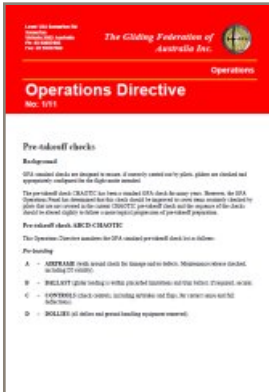 The Gliding Federation of
Australia Inc.
Operations
Operations Directive
No: 1/11
Pre-takeoff checks
Background
GFA standard checks are designed to ensure, if correctly carried out by pilots, gliders are checked and
appropriately configured for the flight under intended.
The pre-takeoff check CHAOTIC has been a standard GFA check for many years. However, the GFA
Operations Panel has determined that this check should be improved to cover items routinely checked by
pilots that are not covered in the current CHAOTIC pre-takeoff check and the sequence of the checks
should be altered slightly to follow a more logical progression of pre-takeoff preparation.
Pre-takeoff check ABCD-CHAOTIC
This Operations Directive mandates the GFA standard pre-takeoff check list as follows:
Pre-boarding
A - AIRFRAME (walk around check for damage and/or defects. Maintenance release checked,
including DI validity)
B - BALLAST (glider loading is within placarded limitations and trim ballast, if required, secure)
C - CONTROLS (check controls, including airbrakes and flaps, for correct sense and full
deflection)
D - DOLLIES (all dollies and ground handling equipment removed)